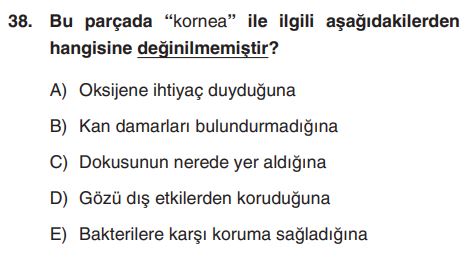 38. Bu parçada “kornea” ile ilgili aşağıdakilerden
hangisine değinilmemiştir?
A) Oksijene ihtiyaç duyduğuna
B) Kan damarları bulundurmadığına
C) Dokusunun nerede yer aldığına
D) Gözü dış etkilerden koruduğuna
E) Bakterilere karşı koruma sağladığına